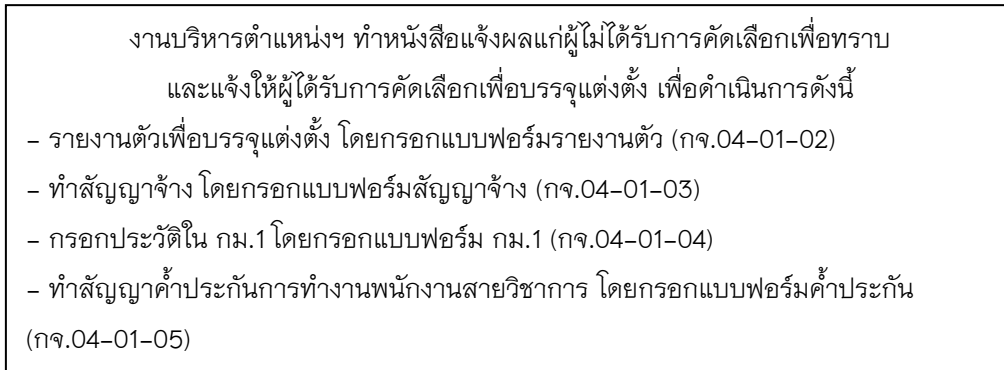 งานบริหารตำแหน่งฯ ทำหนังสือแจ้งผลแก่ผู้ไม่ได้รับการคัดเลือกเพื่อทราบ
และแจ้งให้ผู้ได้รับการคัดเลือกเพื่อบรรจุแต่งตั้ง เพื่อดำเนินการดังนี้
– รายงานตัวเพื่อบรรจุแต่งตั้ง โดยกรอกแบบฟอร์มรายงานตัว (กจ.04–01–02)
– ทำสัญญาจ้าง โดยกรอกแบบฟอร์มสัญญาจ้าง (กจ.04–01–03)
– กรอกประวัติใน กม.1 โดยกรอกแบบฟอร์ม กม.1 (กจ.04–01–04)
– ทำสัญญาค้ำประกันการทำงานพนักงานสายวิชาการ โดยกรอกแบบฟอร์มค้ำประกัน
(กจ.04–01–05)